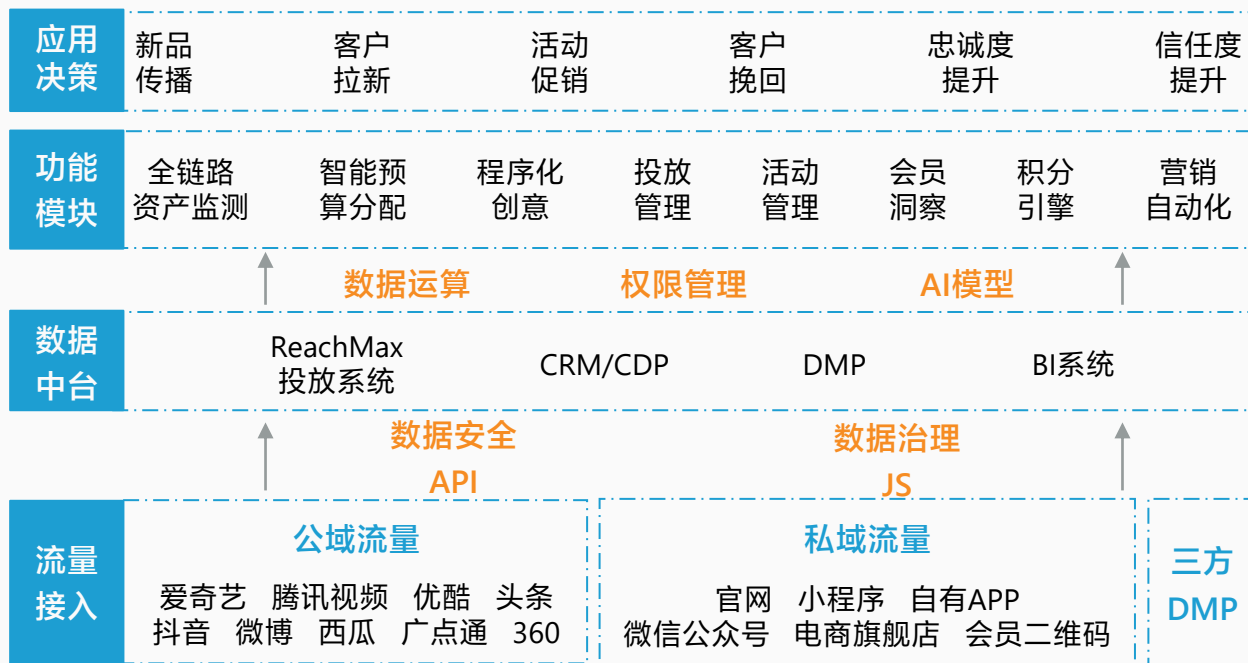 应用
决策
新品 客户 活动 客户 忠诚度 信任度
传播 拉新 促销 挽回 提升 提升
功能
模块
全链路 智能预 程序化 投放 活动 会员 积分 营销
资产监测 算分配 创意 管理 管理 洞察 引擎 自动化
数据运算 权限管理 AI模型
数据
中台
ReachMax
投放系统
CRM/CDP DMP BI系统
数据安全 数据治理
API JS
流量
接入
公域流量
爱奇艺 腾讯视频 优酷 头条
抖音 微博 西瓜 广点通 360
私域流量
官网 小程序 自有APP
微信公众号 电商旗舰店 会员二维码
三方
DMP